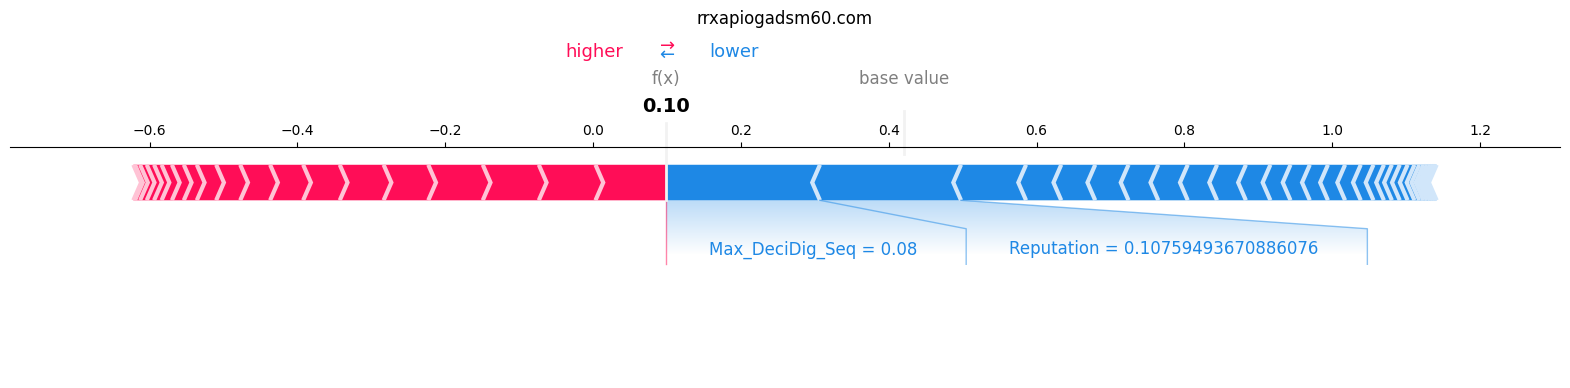 rrxapiogadsm60.com
higher ⇄ lower
f(x) base value
0.10
−0.6 −0.4 −0.2 0.0 0.2 0.4 0.6 0.8 1.0 1.2
Max_DeciDig_Seq = 0.08 Reputation = 0.10759493670886076